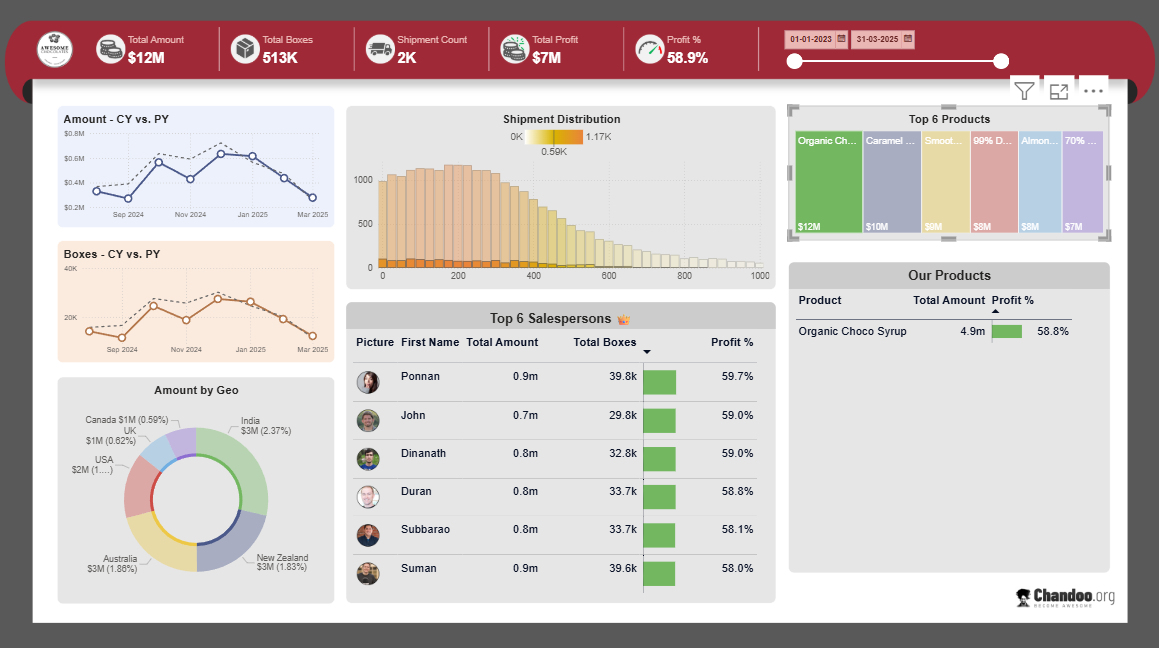 AWESOME
CHOCOLATES
Total Amount
$12M
Total Boxes
513K
Shipment Count
2K
Total Profit
$7M
Profit %
58.9%
01-01-2023
31-03-2025
Amount - CY vs. PY
$0.8M
$0.6M
$0.4M
$0.2M
Sep 2024 Nov 2024 Jan 2025 Mar 2025
Boxes - CY vs. PY
40K
20K
Sep 2024 Nov 2024 Jan 2025 Mar 2025
Amount by Geo
Canada $1M (0.59%)
UK
$1M (0.62%)
USA
$2M (1....)
Australia
$3M (1.86%)
India
$3M (2.37%)
New Zealand
$3M (1.83%)
Shipment Distribution
0K 1.17K
0.59K
1000
500
0
0 200 400 600 800 1000
Top 6 Salespersons
Picture First Name Total Amount Total Boxes Profit %
Ponnan 0.9m 39.8k 59.7%
John 0.7m 29.8k 59.0%
Dinanath 0.8m 32.8k 59.0%
Duran 0.8m 33.7k 58.8%
Subbarao 0.8m 33.7k 58.1%
Suman 0.9m 39.6k 58.0%
Top 6 Products
Organic Ch... Caramel ... Smoot... 99% D... Almon... 70% ...
$12M $10M $9M $8M $8M $7M
Our Products
Product Total Amount Profit %
Organic Choco Syrup 4.9m 58.8%
Chandoo.org
BECOME AWESOME